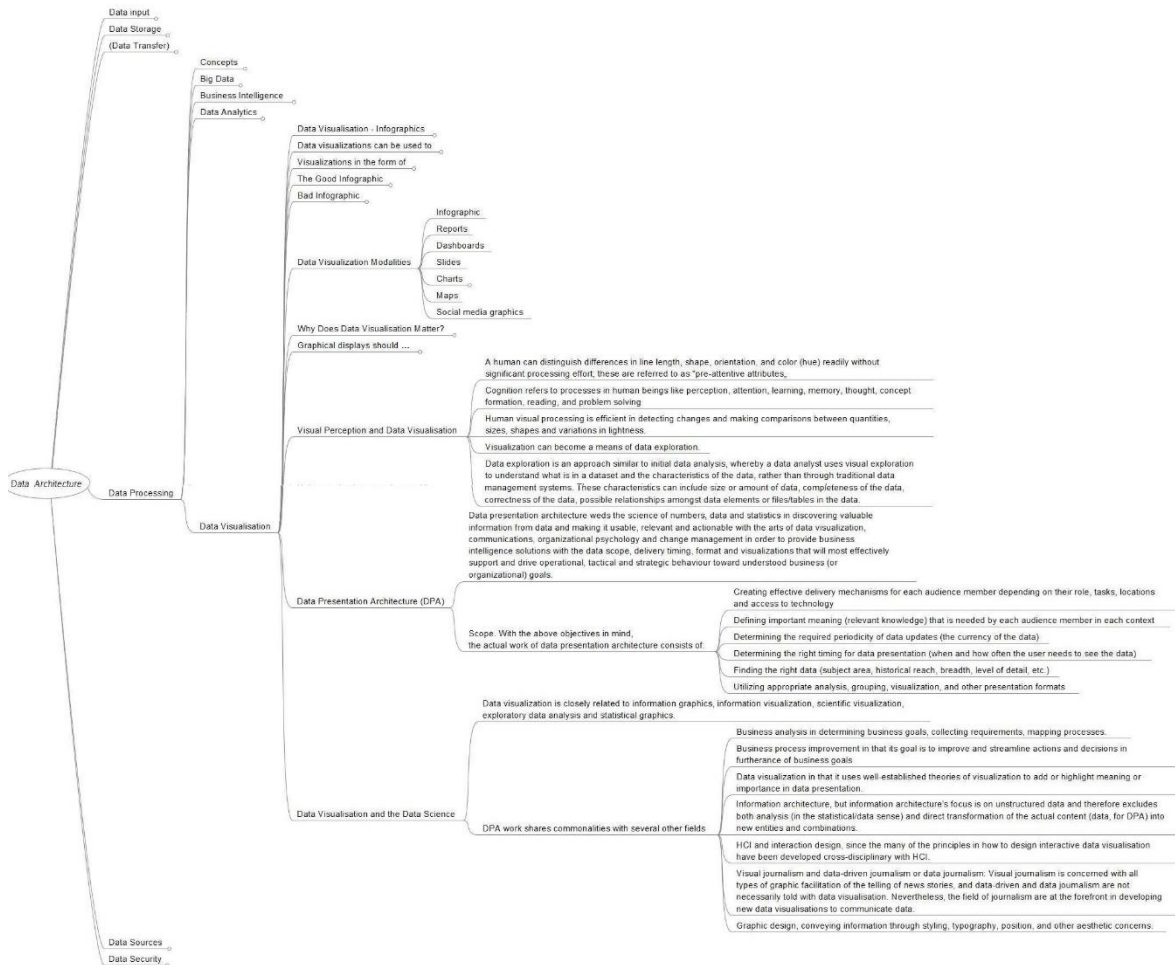 Data input
Data Storage
(Data Transfer)
Concepts
Big Data
Business Intelligence
Data Analytics
Data Visualisation - Infographics
Data visualizations can be used to
Visualizations in the form of
The Good Infographic
Bad Infographic
Infographic
Reports
Dashboards
Data Visualization Modalities
Slides
Charts
Maps
Social media graphics
Why Does Data Visualisation Matter?
Graphical displays should ...
A human can distinguish differences in line length, shape, orientation, and color (hue) readily without
significant processing effort, these are referred to as "pre-attentive attributes„
Cognition refers to processes in human beings like perception, attention, learning, memory, thought, concept
formation, reading, and problem solving
Human visual processing is efficient in detecting changes and making comparisons between quantities,
sizes, shapes and variations in lightness.
Visual Perception and Data Visualisation
Visualization can become a means of data exploration.
Data exploration is an approach similar to initial data analysis, whereby a data analyst uses visual exploration
to understand what is in a dataset and the characteristics of the data, rather than through traditional data
management systems. These characteristics can include size or amount of data, completeness of the data,
correctness of the data, possible relationships amongst data elements or files/tables in the data.
Data Architecture
Data Processing
Data Visualisation
Data presentation architecture weds the science of numbers, data and statistics in discovering valuable
information from data and making it usable, relevant and actionable with the arts of data visualization,
communications, organizational psychology and change management in order to provide business
intelligence solutions with the data scope, delivery timing, format and visualizations that will most effectively
support and drive operational, tactical and strategic behaviour toward understood business (or
organizational) goals.
Data Presentation Architecture (DPA)
Scope. With the above objectives in mind,
the actual work of data presentation architecture consists of:
Creating effective delivery mechanisms for each audience member depending on their role, tasks, locations
and access to technology
Defining important meaning (relevant knowledge) that is needed by each audience member in each context
Determining the required periodicity of data updates (the currency of the data)
Determining the right timing for data presentation (when and how often the user needs to see the data)
Finding the right data (subject area, historical reach, breadth, level of detail, etc.)
Utilizing appropriate analysis, grouping, visualization, and other presentation formats
Data visualization is closely related to information graphics, information visualization, scientific visualization,
exploratory data analysis and statistical graphics.
Data Visualisation and the Data Science
DPA work shares commonalities with several other fields
Business analysis in determining business goals, collecting requirements, mapping processes.
Business process improvement in that its goal is to improve and streamline actions and decisions in
furtherance of business goals
Data visualization in that it uses well-established theories of visualization to add or highlight meaning or
importance in data presentation.
Information architecture, but information architecture's focus is on unstructured data and therefore excludes
both analysis (in the statistical/data sense) and direct transformation of the actual content (data, for DPA) into
new entities and combinations.
HCI and interaction design, since the many of the principles in how to design interactive data visualisation
have been developed cross-disciplinary with HCI.
Visual journalism and data-driven journalism or data journalism: Visual journalism is concerned with all
types of graphic facilitation of the telling of news stories, and data-driven and data journalism are not
necessarily told with data visualisation. Nevertheless, the field of journalism are at the forefront in developing
new data visualisations to communicate data.
Graphic design, conveying information through styling, typography, position, and other aesthetic concerns.
Data Sources
Data Security